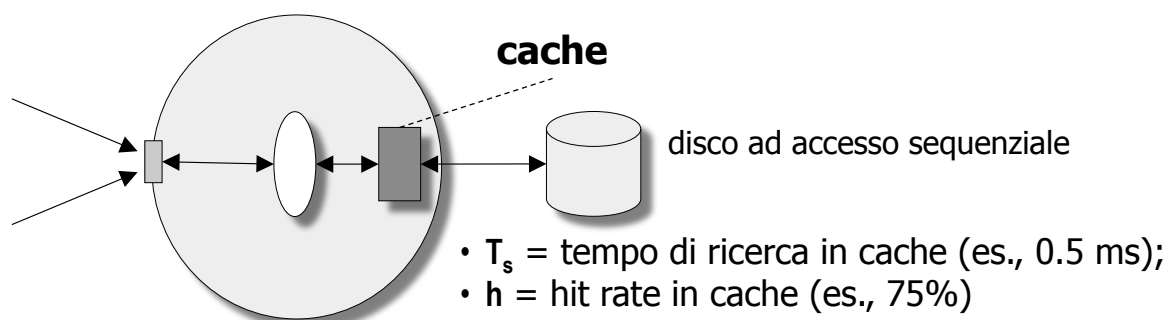 cache
disco ad accesso sequenziale
• Ts = tempo di ricerca in cache (es., 0.5 ms);
• h = hit rate in cache (es., 75%)